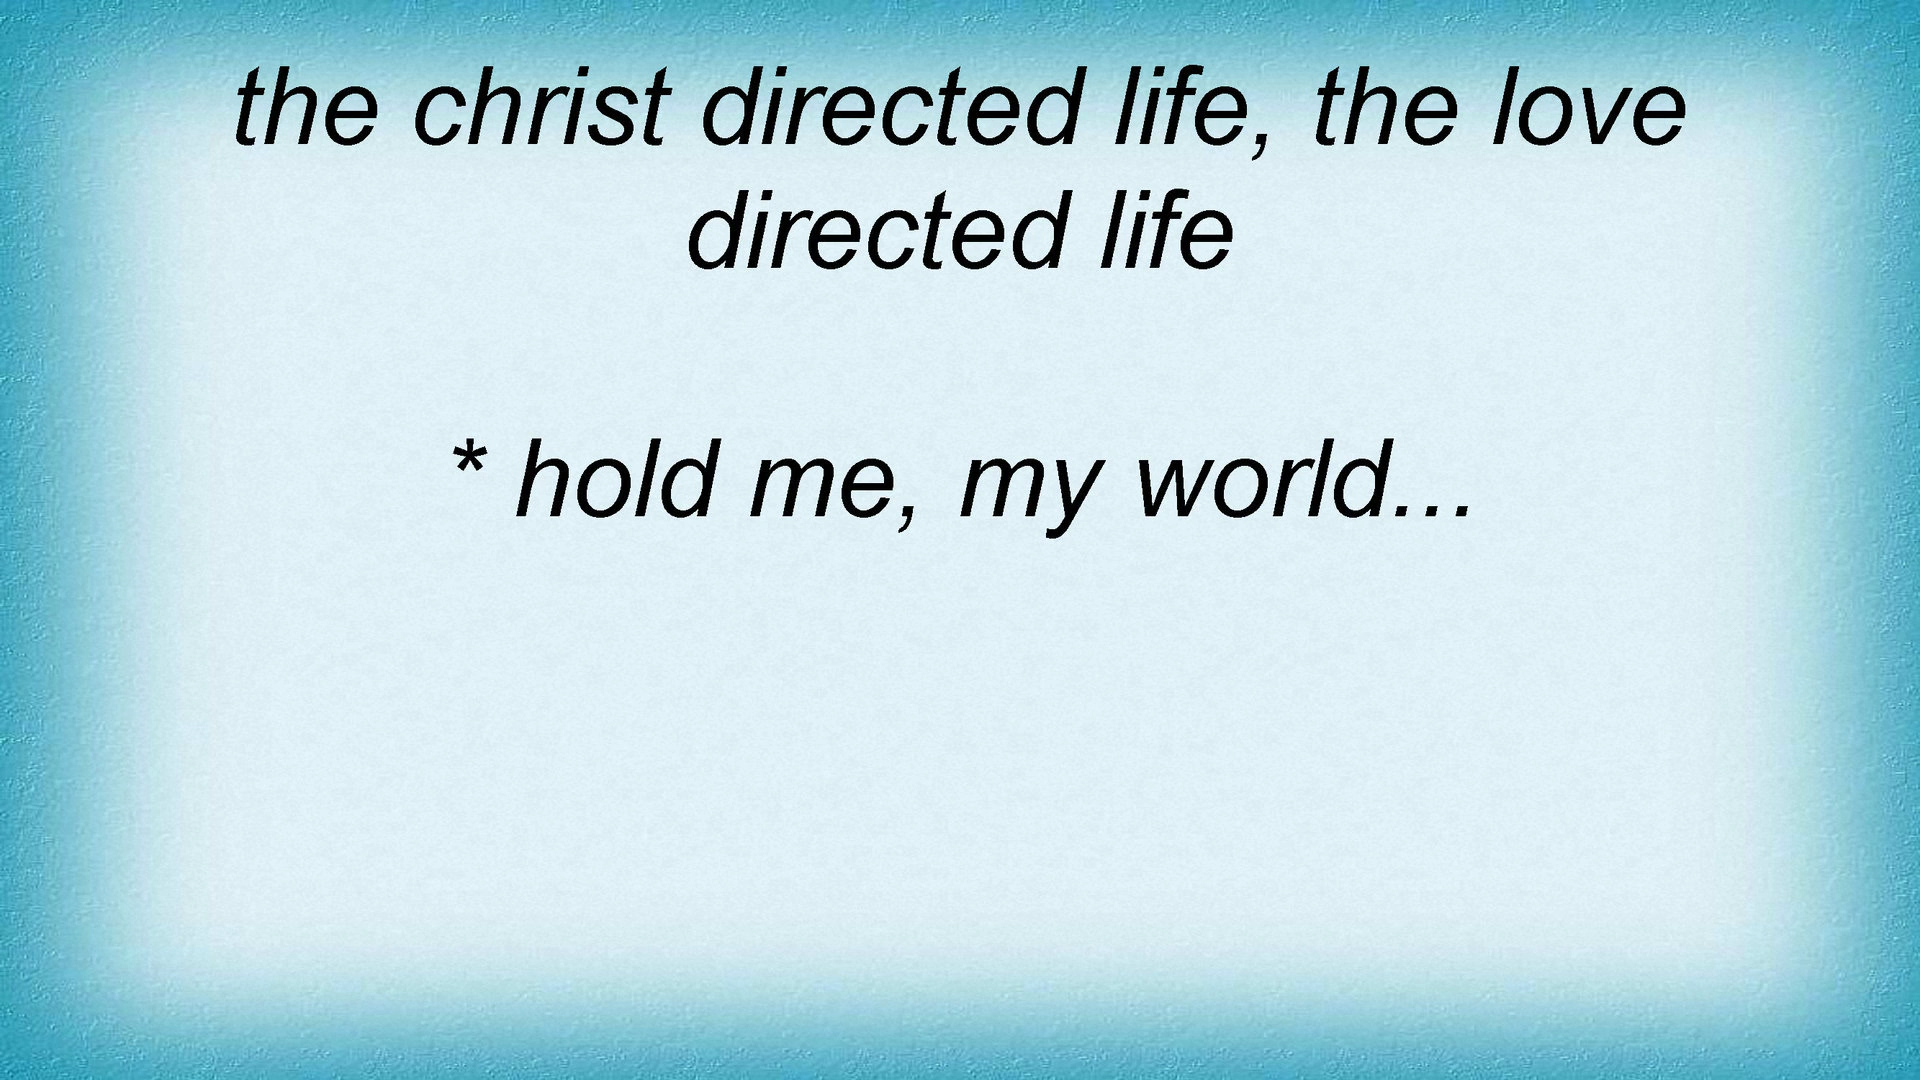 the christ directed life, the love
directed life
* hold me, my world...